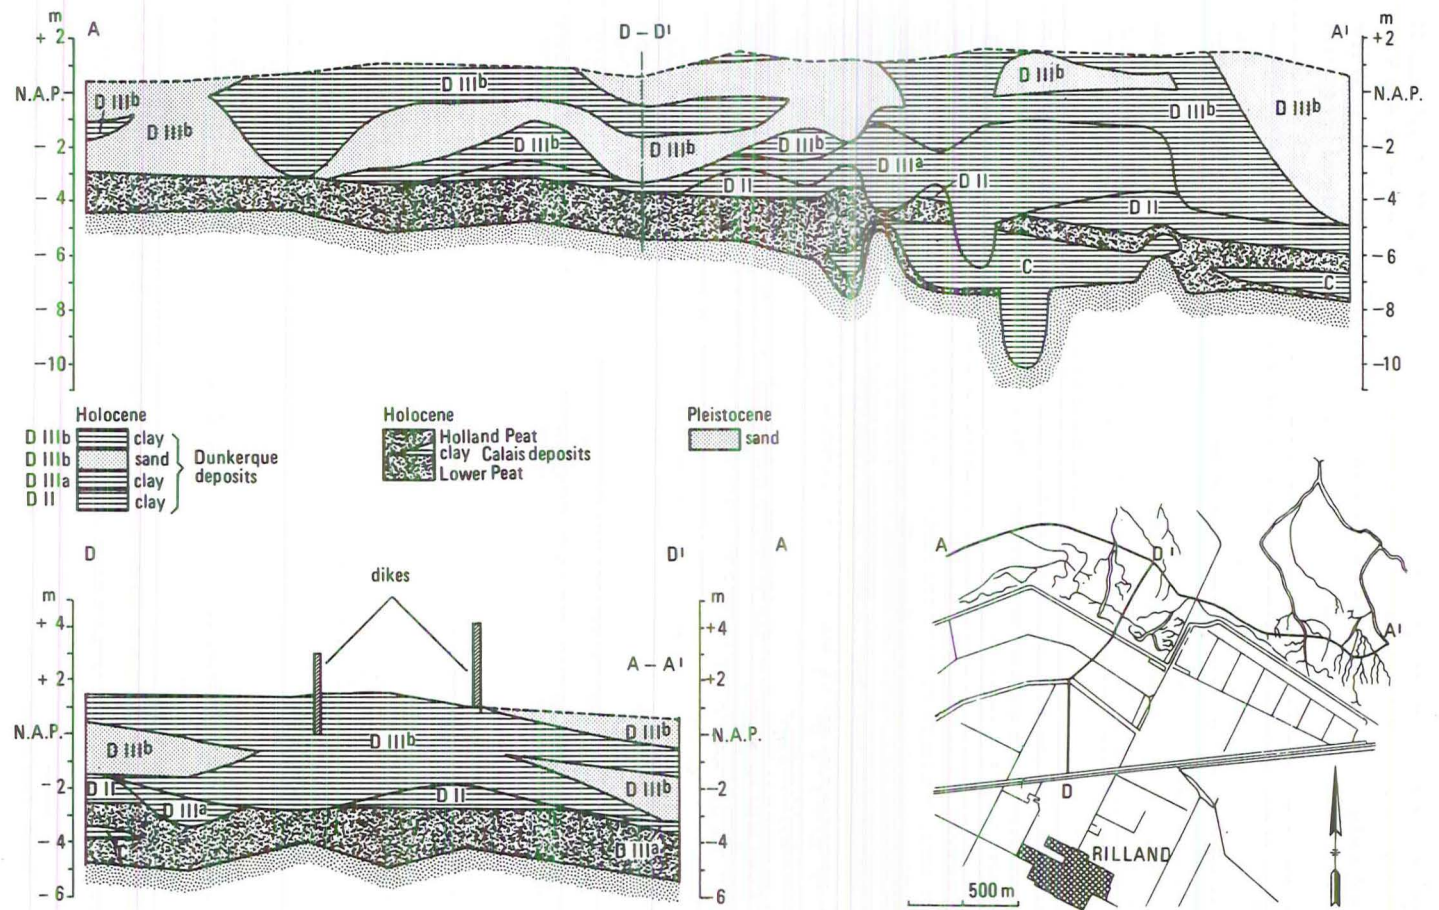 m
m
A
D – D'
A'
+ 2
+2
N.A.P.
N.A.P.
– 2
–2
– 4
–4
– 6
–6
– 8
–8
–10
–10
D IIIb
D IIIb
D IIIb
D IIIb
D IIIb
D IIIb
D II
D IIIa
D II
D IIIb
D IIIb
D IIIb
D II
C
C
Holocene
D IIIb clay
D IIIb sand
D IIIa clay
D II clay
Dunkerque
deposits
Holocene
Holland Peat
clay Calais deposits
Lower Peat
Pleistocene
sand
D
D'
A
dikes
m
m
+ 4
+4
A – A'
+ 2
+2
N.A.P.
N.A.P.
– 2
–2
– 4
–4
– 6
–6
D IIIb
D IIIb
D IIIb
D IIIb
D II
D IIIa
D II
D IIIa
C
A
D'
A'
D
RILLAND
500 m